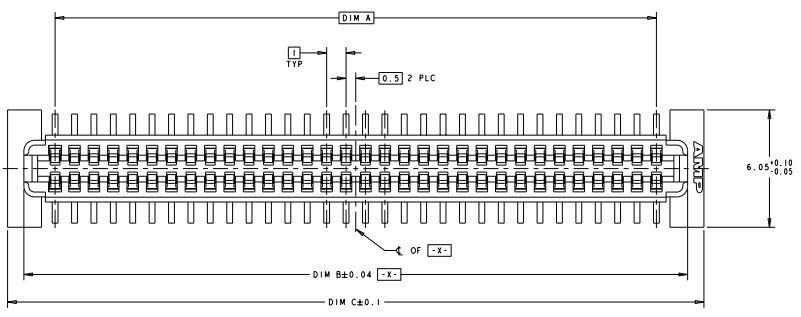 DIM A
1
TYP
0.5 2 PLC
AMP
6.05 +0.10 -0.05
℄ OF -X-
DIM B±0.04 -X-
DIM C±0.1